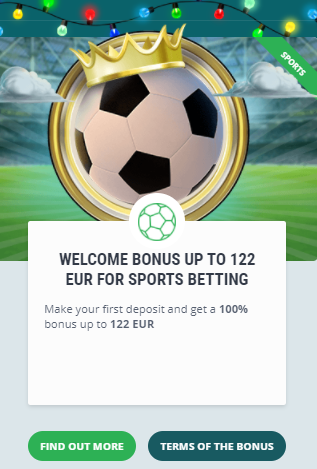 SPORTS
WELCOME BONUS UP TO 122
EUR FOR SPORTS BETTING
Make your first deposit and get a 100%
bonus up to 122 EUR
FIND OUT MORE
TERMS OF THE BONUS